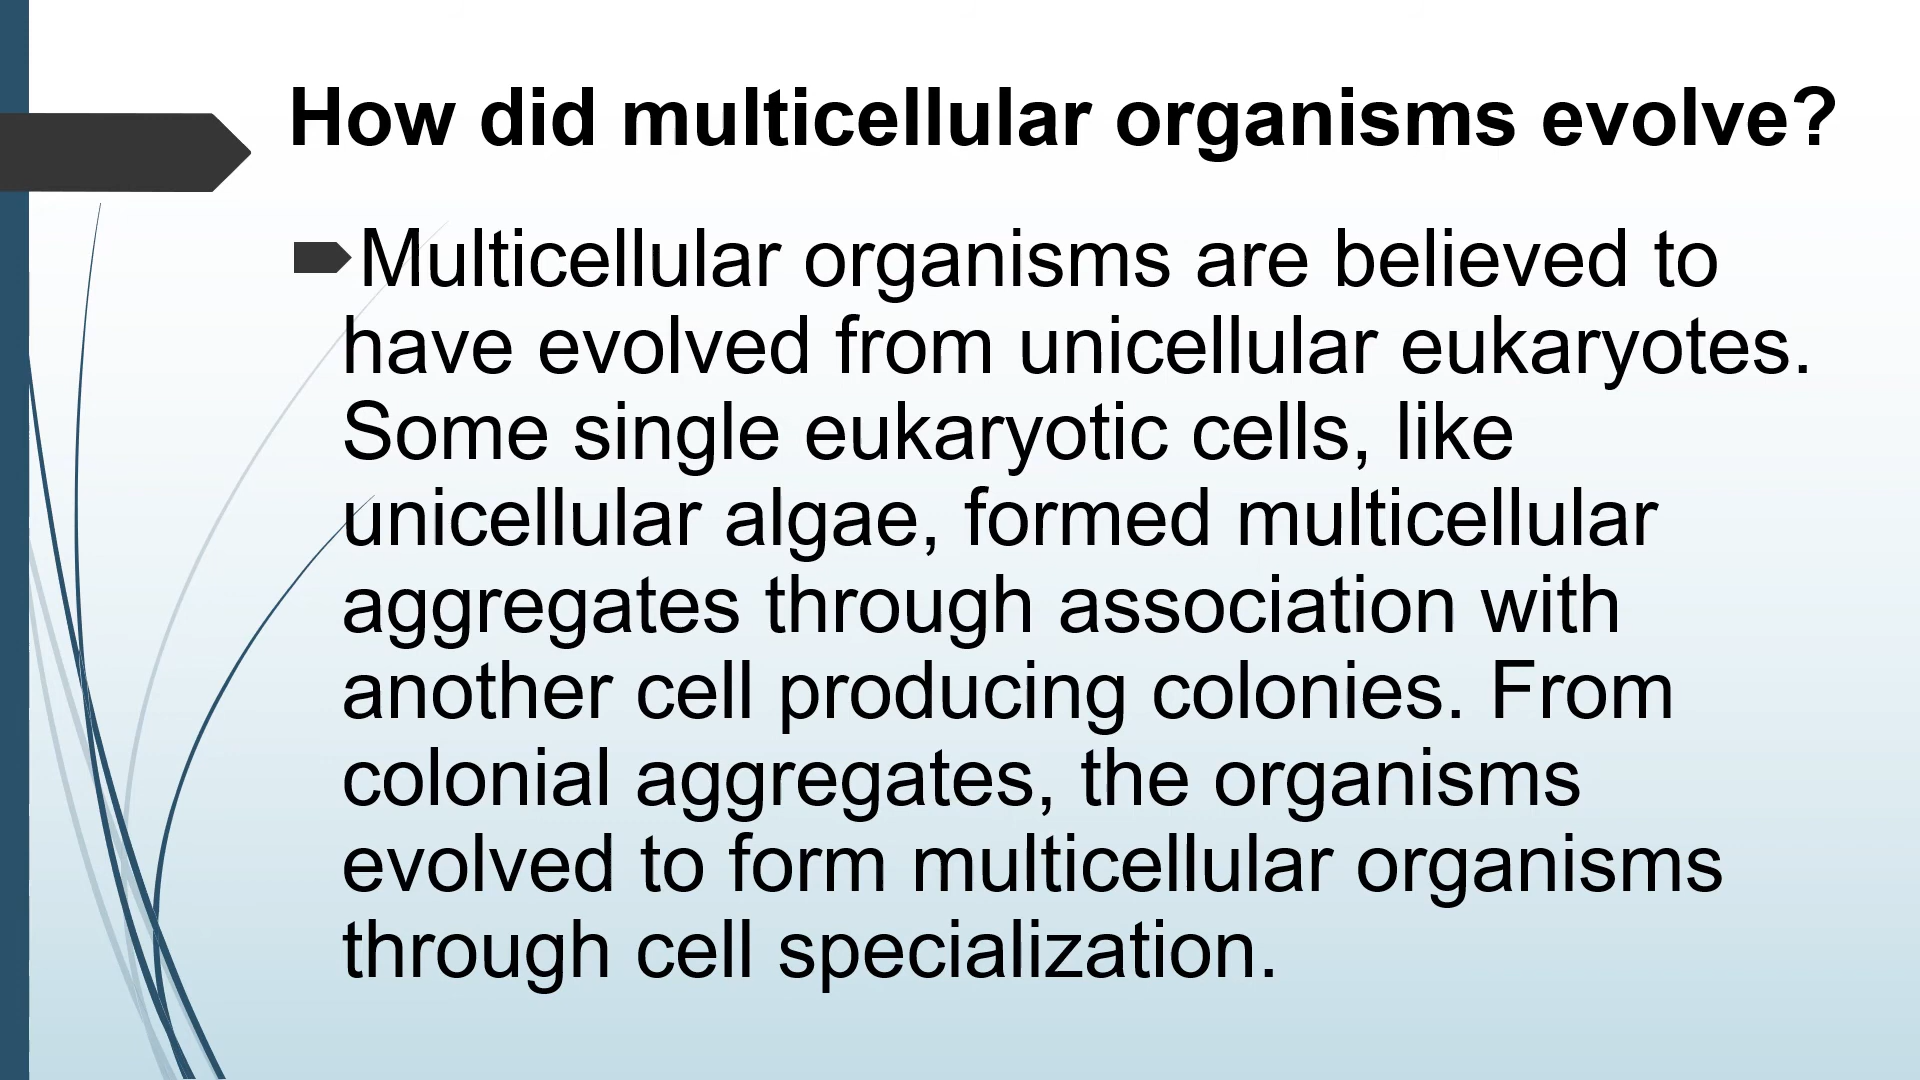 How did multicellular organisms evolve?
Multicellular organisms are believed to
have evolved from unicellular eukaryotes.
Some single eukaryotic cells, like
unicellular algae, formed multicellular
aggregates through association with
another cell producing colonies. From
colonial aggregates, the organisms
evolved to form multicellular organisms
through cell specialization.